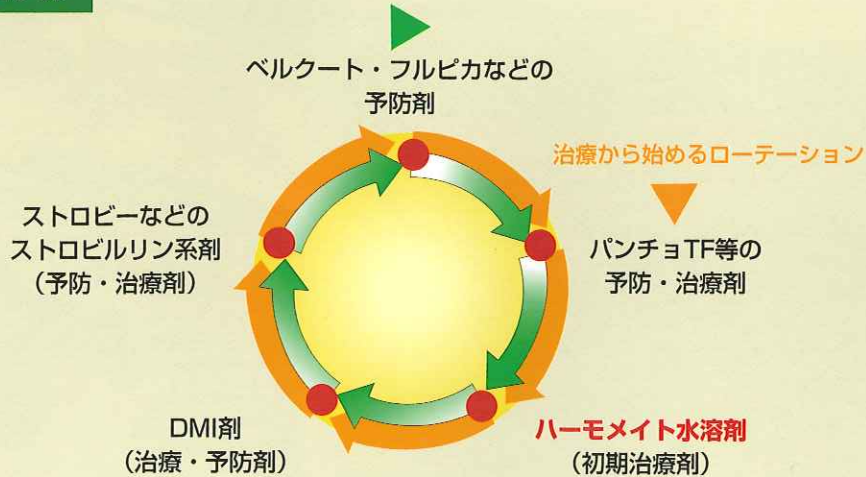 ベルクート・フルピカなどの
予防剤
治療から始めるローテーション
ストロビーなどの
ストロビルリン系剤
（予防・治療剤）
パンチョTF等の
予防・治療剤
DMI剤
（治療・予防剤）
ハーモメイト水溶剤
（初期治療剤）